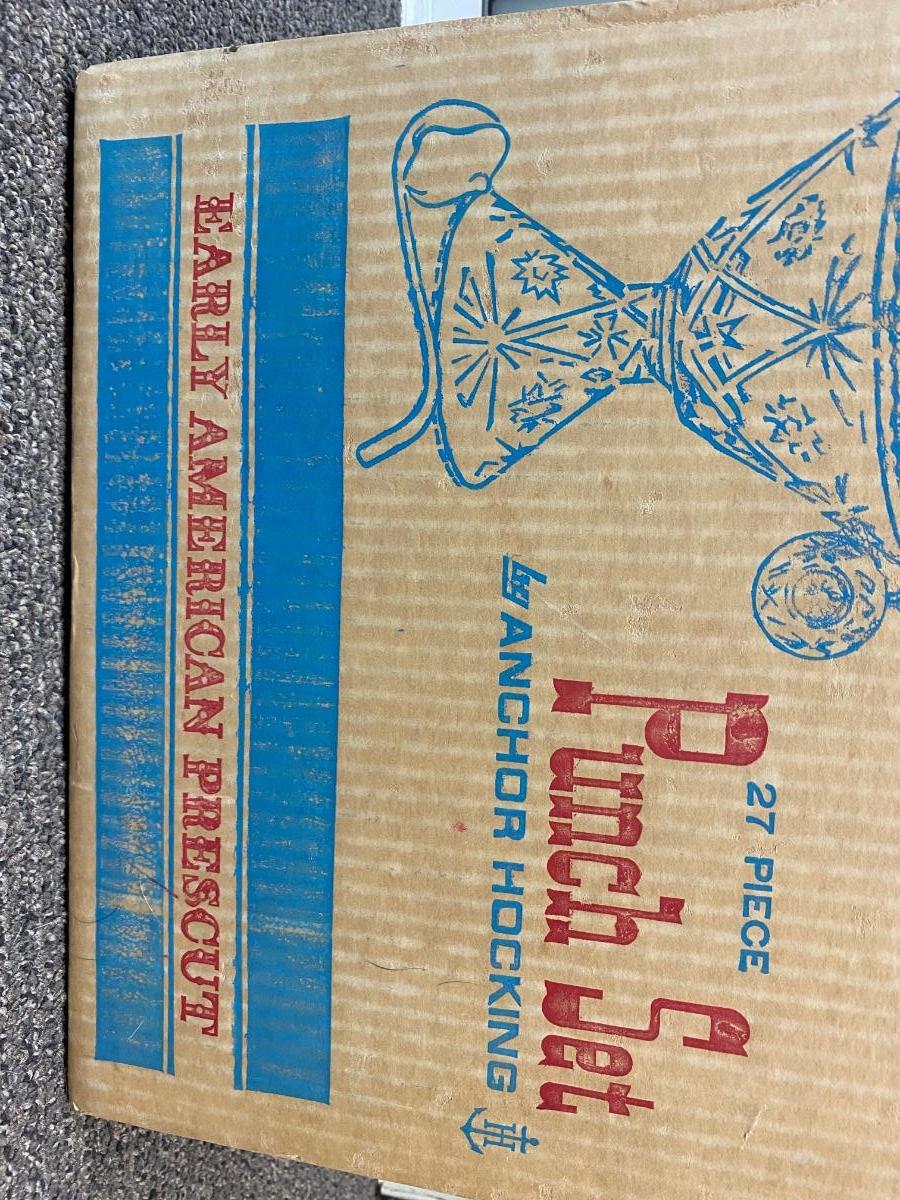 27 PIECE
Punch Set
by ANCHOR HOCKING
EARLY AMERICAN PRESCUT